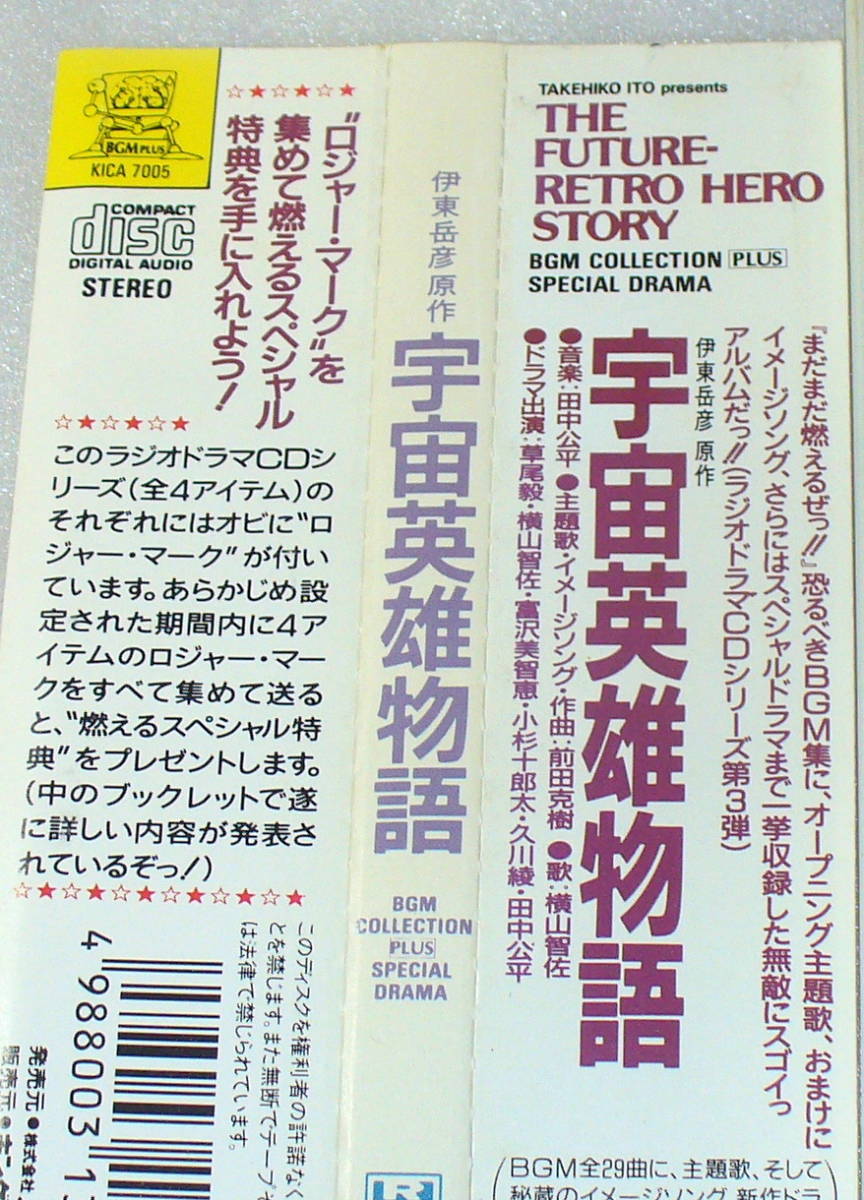 BGM PLUS
KICA 7005
COMPACT
disc
DIGITAL AUDIO
STEREO
☆★☆★☆★
"ロジャー・マーク"を
集めて燃えるスペシャル
特典を手に入れよう!
☆★☆★☆★
このラジオドラマCDシ
リーズ(全4アイテム)の
それぞれにはオビに"ロ
ジャー・マーク"が付い
ています。あらかじめ設
定された期間内に4ア
イテムのロジャー・マー
クをすべて集めて送る
と、"燃えるスペシャル特
典"をプレゼントします。
(中のブックレットで遂
に詳しい内容が発表さ
れているぞっ!)
☆★☆★☆★☆★☆★☆★
このディスクを権利者の許諾なく
とを禁じます。また無断でテープ
は法律で禁じられています。
4 988003 1
発売元●株式会社
販売元●
伊東岳彦原作
宇宙英雄物語
BGM
COLLECTION
PLUS
SPECIAL
DRAMA
R
TAKEHIKO ITO presents
THE
FUTURE-
RETRO HERO
STORY
BGM COLLECTION PLUS
SPECIAL DRAMA
『まだまだ燃えるぜっ!!』恐るべきBGM集に、オープニング主題歌、おまけに
イメージソング、さらにはスペシャルドラマまで一挙収録した無敵にスゴイっ
アルバムだっ!!(ラジオドラマCDシリーズ第3弾)
伊東岳彦 原作
宇宙英雄物語
●音楽:田中公平●主題歌・イメージソング・作曲:前田克樹 ●歌:横山智佐
●ドラマ出演:草尾毅・横山智佐・富沢美智恵・小杉十郎太・久川綾・田中公平
(BGM全29曲に、主題歌、そして
秘蔵のイメージソング、新作ドラ